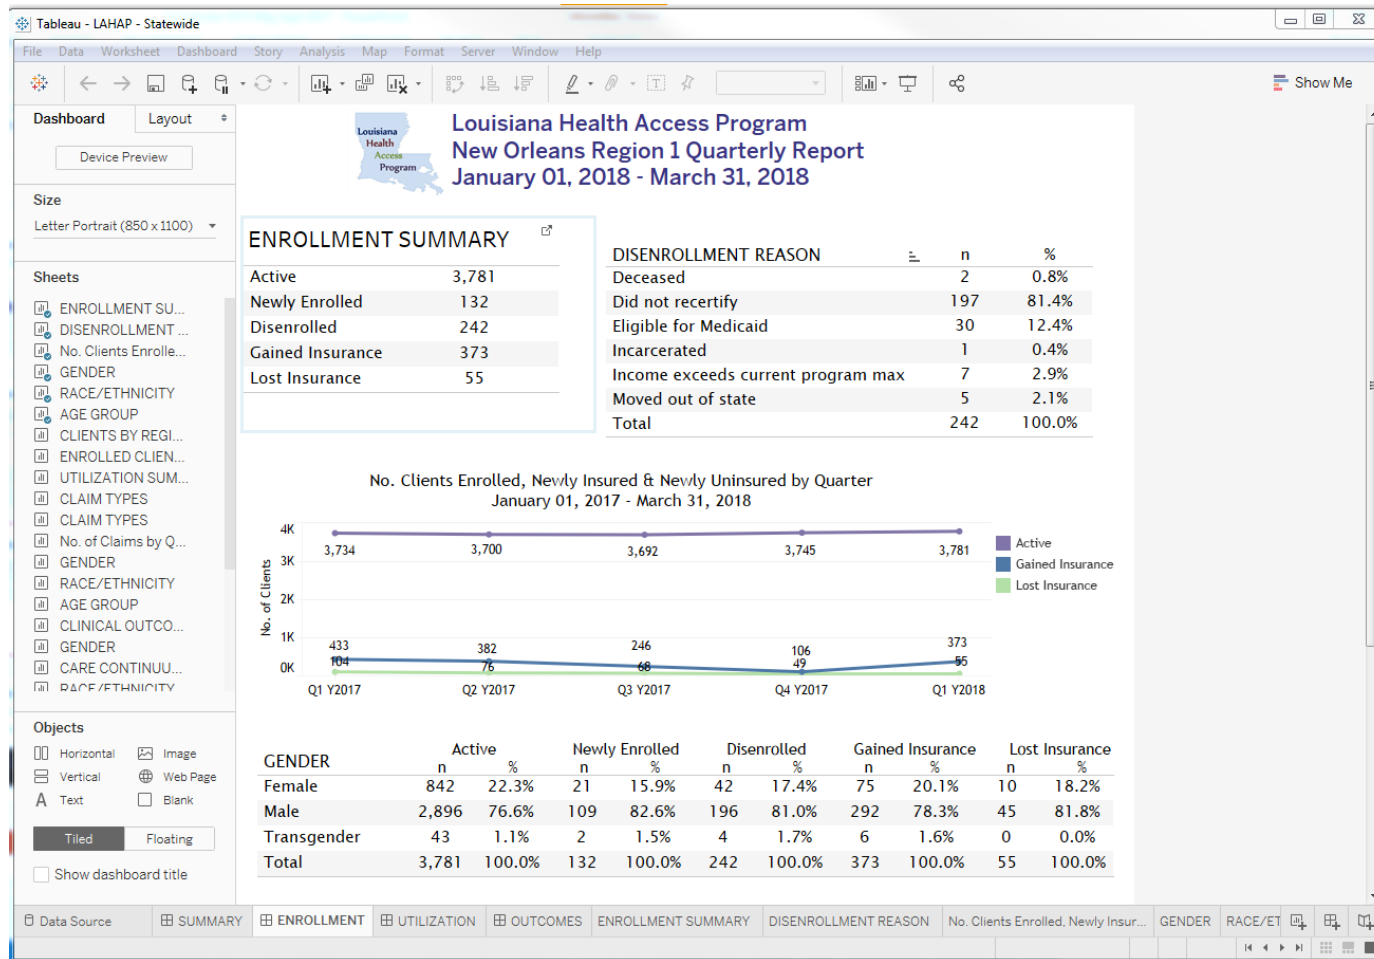 Tableau - LAHAP - Statewide
File Data Worksheet Dashboard Story Analysis Map Format Server Window Help
Show Me
Dashboard Layout
Device Preview
Size
Letter Portrait (850 x 1100)
Sheets
ENROLLMENT SU...
DISENROLLMENT ...
No. Clients Enrolle...
GENDER
RACE/ETHNICITY
AGE GROUP
CLIENTS BY REGI...
ENROLLED CLIEN...
UTILIZATION SUM...
CLAIM TYPES
CLAIM TYPES
No. of Claims by Q...
GENDER
RACE/ETHNICITY
AGE GROUP
CLINICAL OUTCO...
GENDER
CARE CONTINUU...
RACE/ETHNICITY
Objects
Horizontal Image
Vertical Web Page
A Text Blank
Tiled Floating
Show dashboard title
Louisiana
Health
Access
Program
Louisiana Health Access Program
New Orleans Region 1 Quarterly Report
January 01, 2018 - March 31, 2018
ENROLLMENT SUMMARY
Active 3,781
Newly Enrolled 132
Disenrolled 242
Gained Insurance 373
Lost Insurance 55
DISENROLLMENT REASON n %
Deceased 2 0.8%
Did not recertify 197 81.4%
Eligible for Medicaid 30 12.4%
Incarcerated 1 0.4%
Income exceeds current program max 7 2.9%
Moved out of state 5 2.1%
Total 242 100.0%
No. Clients Enrolled, Newly Insured & Newly Uninsured by Quarter
January 01, 2017 - March 31, 2018
No. of Clients
4K
3K
2K
1K
0K
3,734 3,700 3,692 3,745 3,781
433 382 246 106 373
104 76 68 49 55
Q1 Y2017 Q2 Y2017 Q3 Y2017 Q4 Y2017 Q1 Y2018
Active
Gained Insurance
Lost Insurance
GENDER Active Newly Enrolled Disenrolled Gained Insurance Lost Insurance
n % n % n % n % n %
Female 842 22.3% 21 15.9% 42 17.4% 75 20.1% 10 18.2%
Male 2,896 76.6% 109 82.6% 196 81.0% 292 78.3% 45 81.8%
Transgender 43 1.1% 2 1.5% 4 1.7% 6 1.6% 0 0.0%
Total 3,781 100.0% 132 100.0% 242 100.0% 373 100.0% 55 100.0%
Data Source SUMMARY ENROLLMENT UTILIZATION OUTCOMES ENROLLMENT SUMMARY DISENROLLMENT REASON No. Clients Enrolled, Newly Insur... GENDER RACE/ET